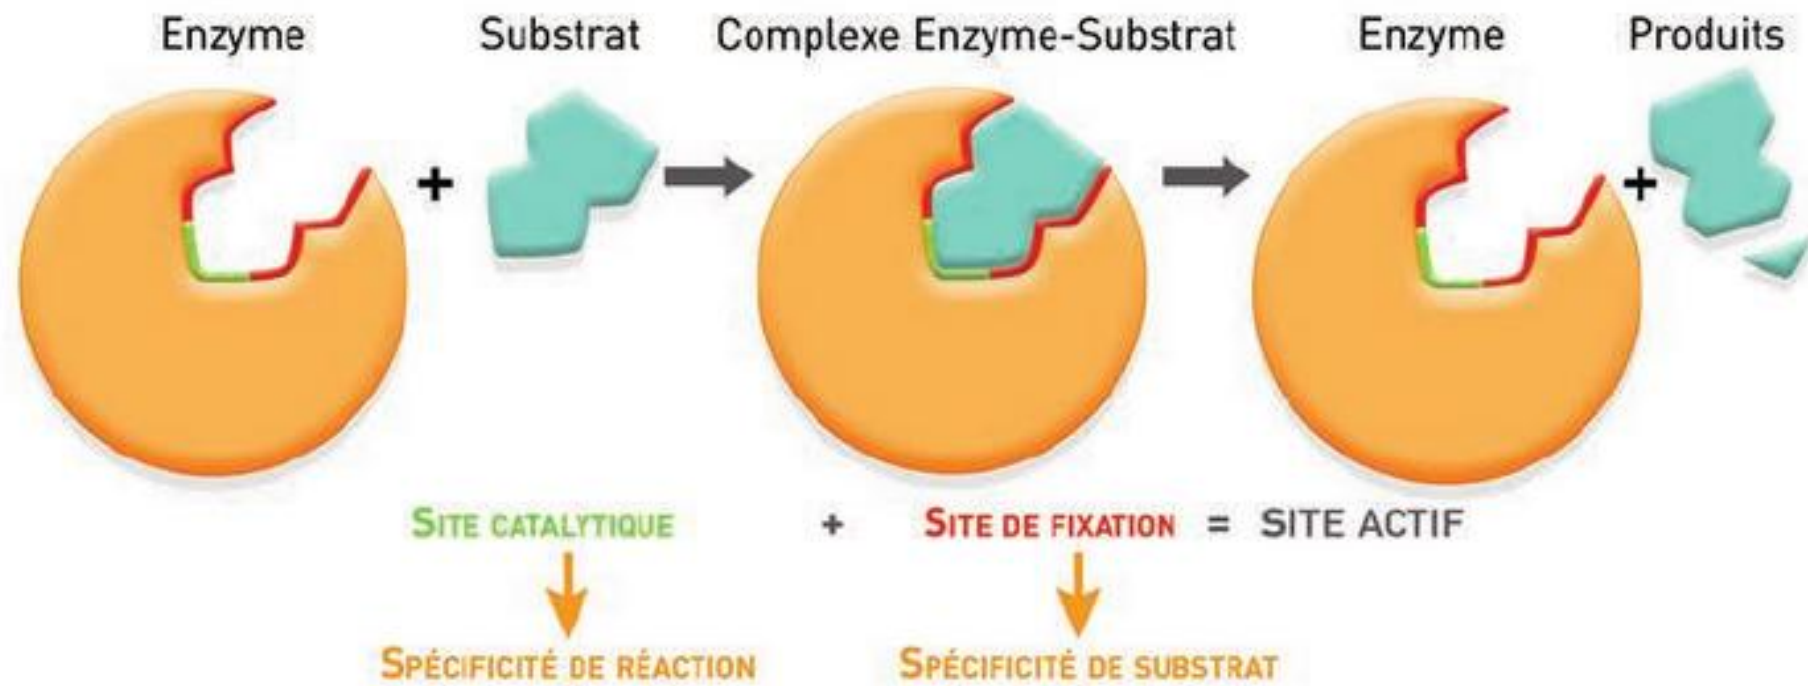 Enzyme Substrat Complexe Enzyme-Substrat Enzyme Produits
+ +
SITE CATALYTIQUE + SITE DE FIXATION = SITE ACTIF
SPÉCIFICITÉ DE RÉACTION SPÉCIFICITÉ DE SUBSTRAT